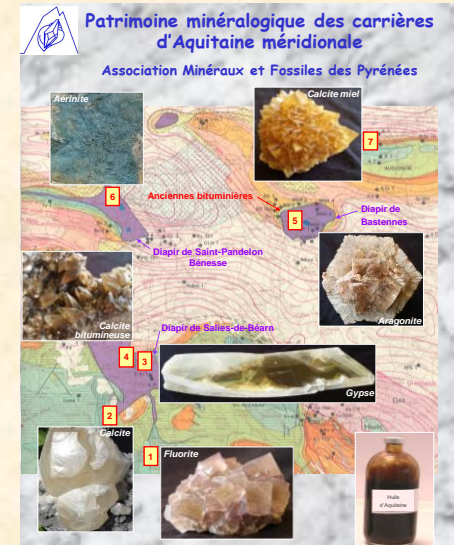 Patrimoine minéralogique des carrières
d'Aquitaine méridionale
Association Minéraux et Fossiles des Pyrénées
Aérinite
Calcite miel
7
6
Anciennes bituminières
5
Diapir de
Bastennes
Diapir de Saint-Pandelon
Bénesse
Calcite
bitumineuse
Aragonite
Diapir de Salies-de-Béarn
4
3
Gypse
2
Calcite
1
Fluorite
Huile
d'Aquitaine